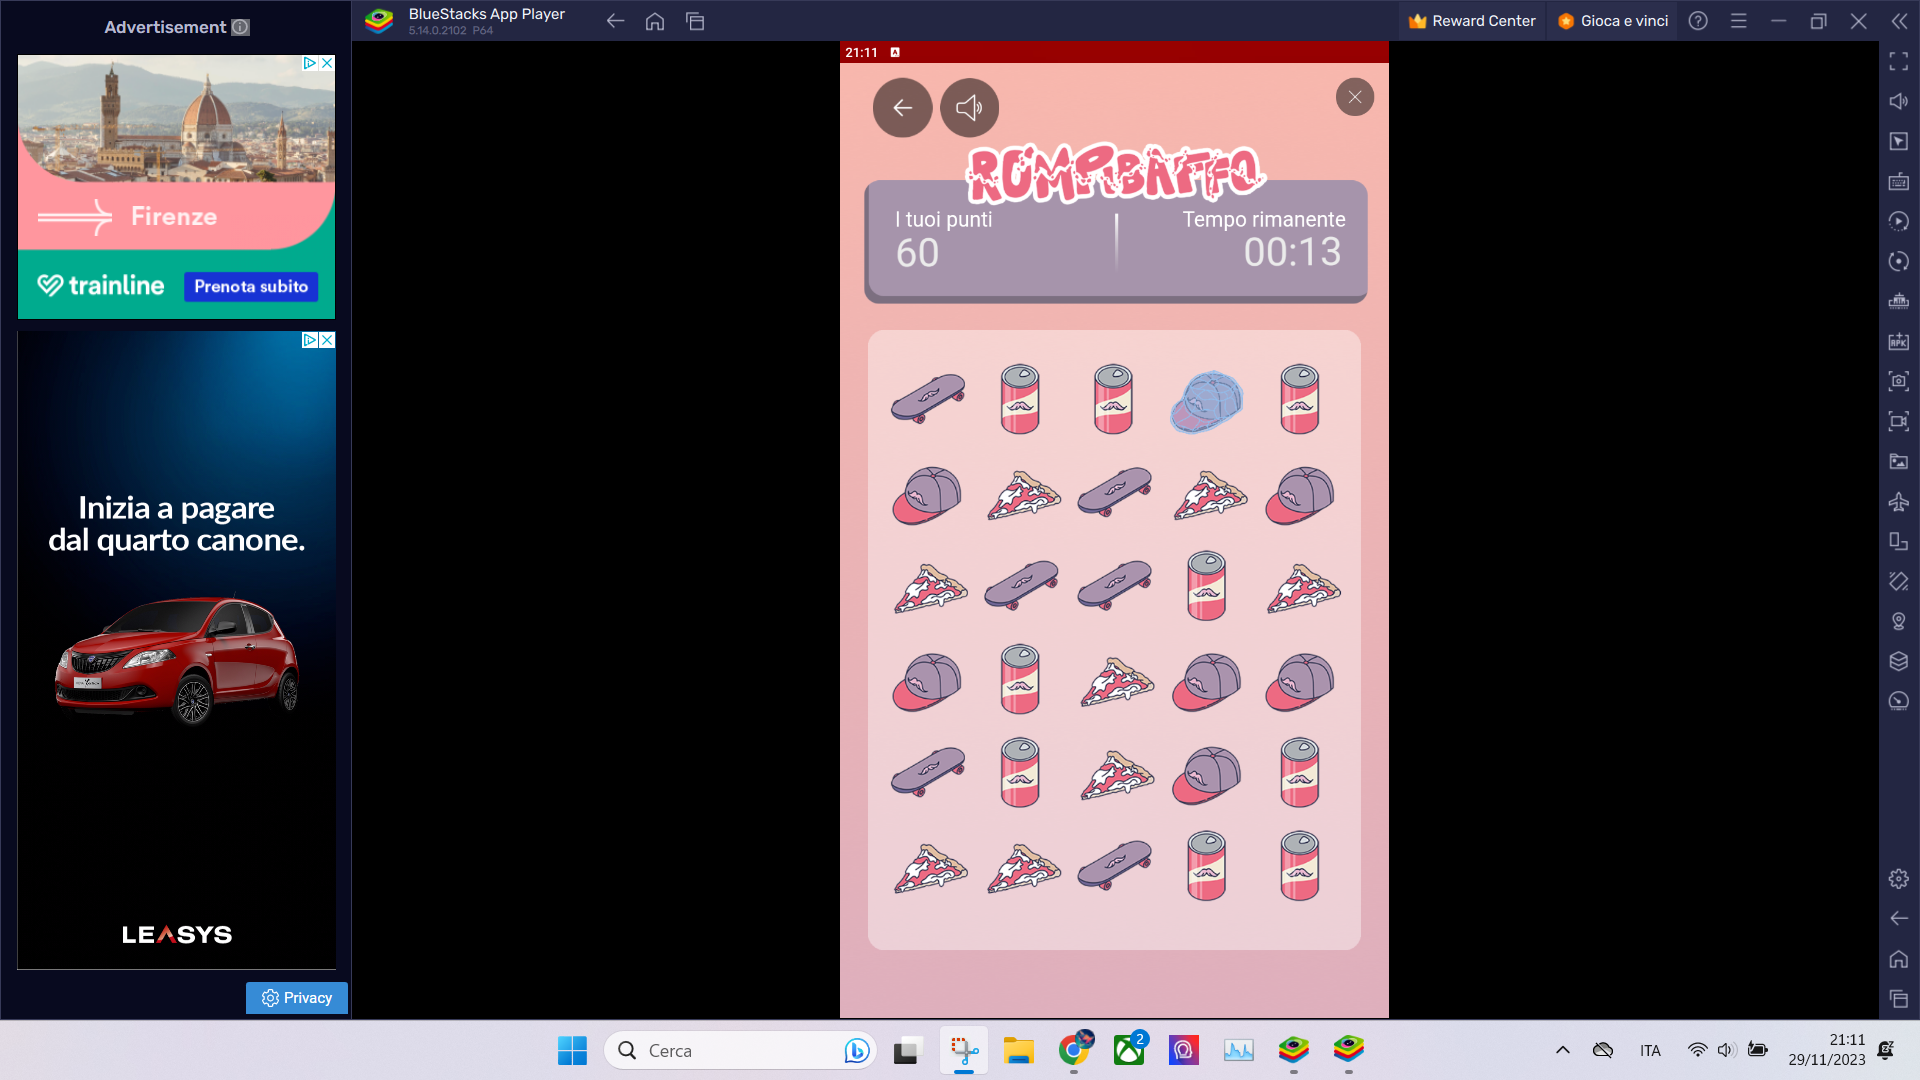 Advertisement
BlueStacks App Player
5.14.0.2102 P64
Reward Center
Gioca e vinci
21:11
Firenze
trainline
Prenota subito
ROMPIBAFFO
I tuoi punti
Tempo rimanente
60
00:13
Inizia a pagare
dal quarto canone.
LEASYS
Privacy
Cerca
2
ITA
21:11
29/11/2023